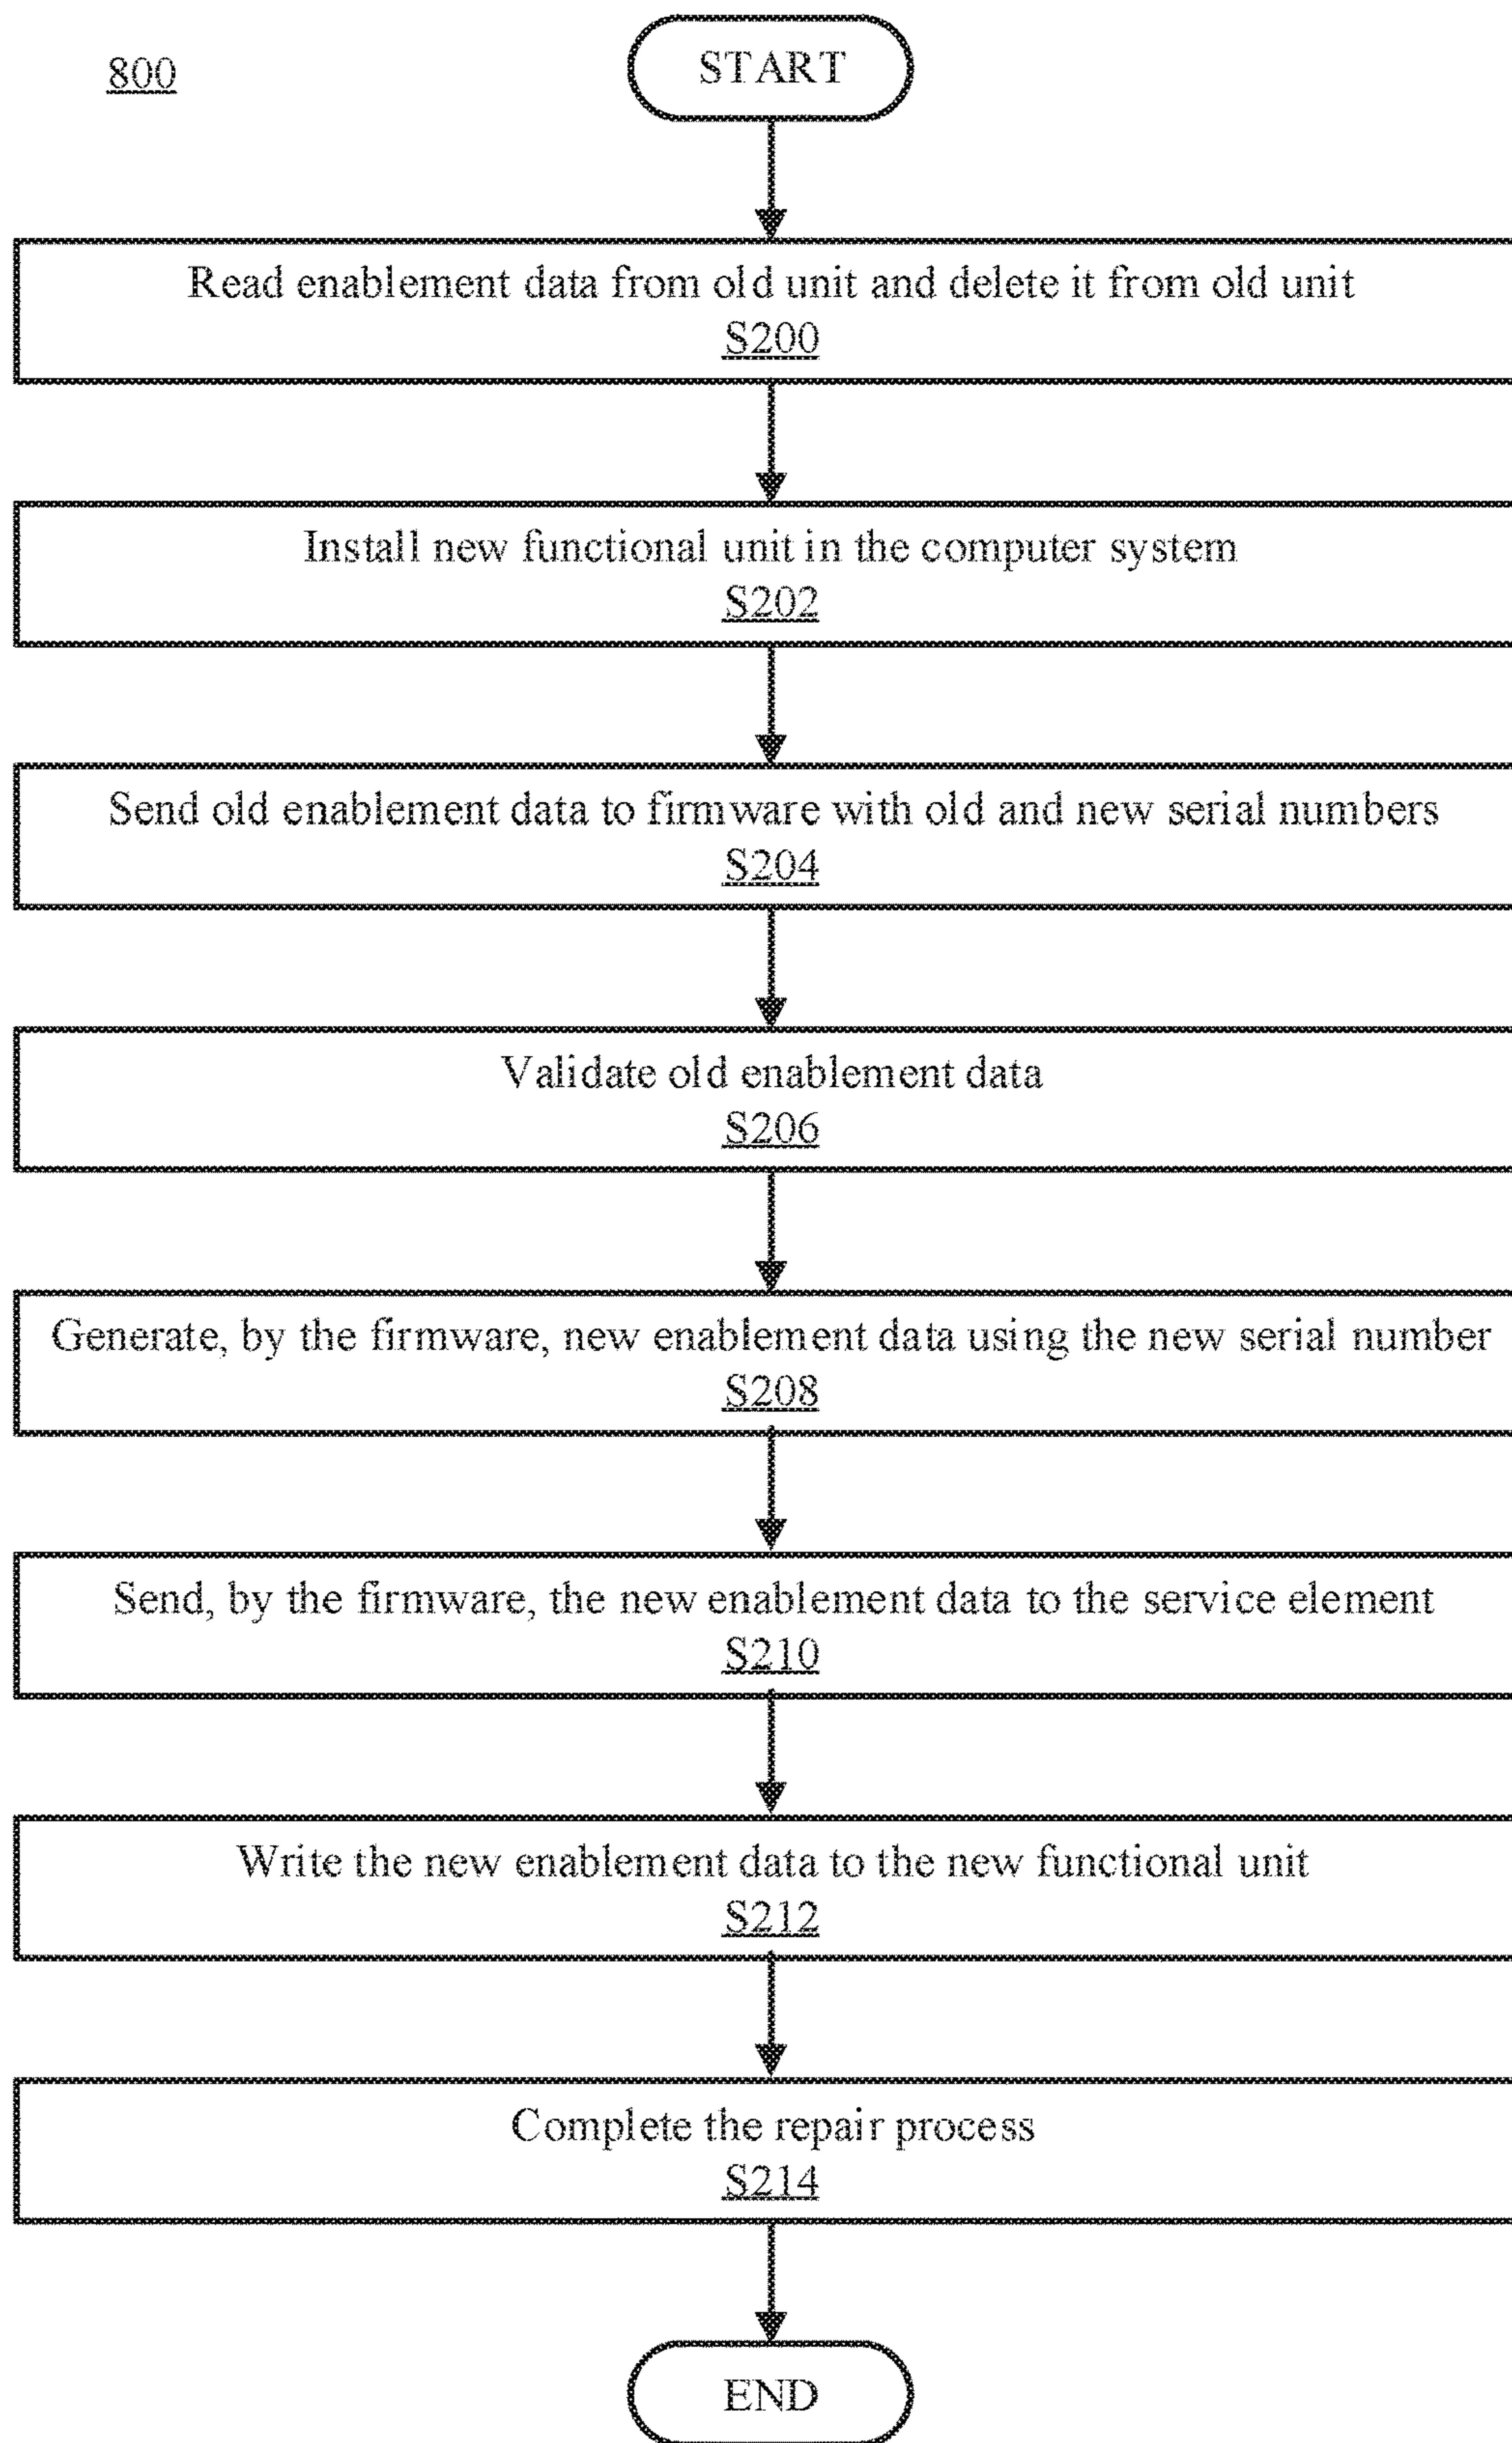 800
START
Read enablement data from old unit and delete it from old unit
S200
Install new functional unit in the computer system
S202
Send old enablement data to firmware with old and new serial numbers
S204
Validate old enablement data
S206
Generate, by the firmware, new enablement data using the new serial number
S208
Send, by the firmware, the new enablement data to the service element
S210
Write the new enablement data to the new functional unit
S212
Complete the repair process
S214
END